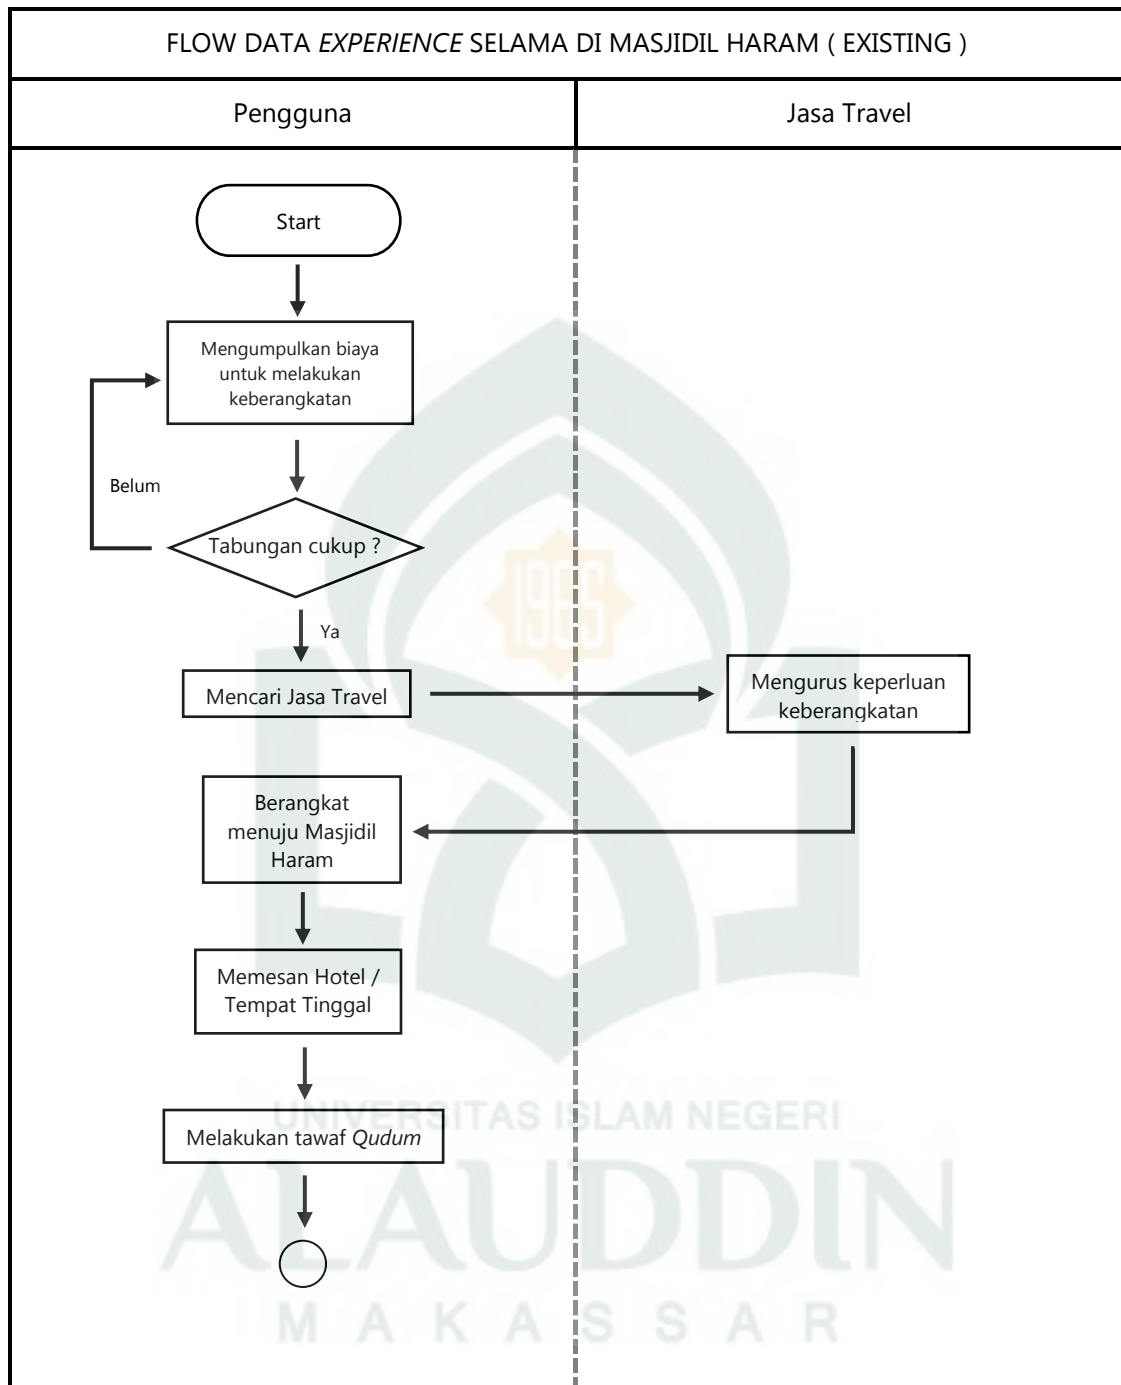 FLOW DATA EXPERIENCE SELAMA DI MASJIDIL HARAM ( EXISTING )
Pengguna
Jasa Travel
Start
Mengumpulkan biaya
untuk melakukan
keberangkatan
Belum
Tabungan cukup ?
1965
Ya
Mencari Jasa Travel
Mengurus keperluan
keberangkatan
Berangkat
menuju Masjidil
Haram
Memesan Hotel /
Tempat Tinggal
UNIVERSITAS ISLAM NEGERI
Melakukan tawaf Qudum
ALAUDDIN
MAKASSAR